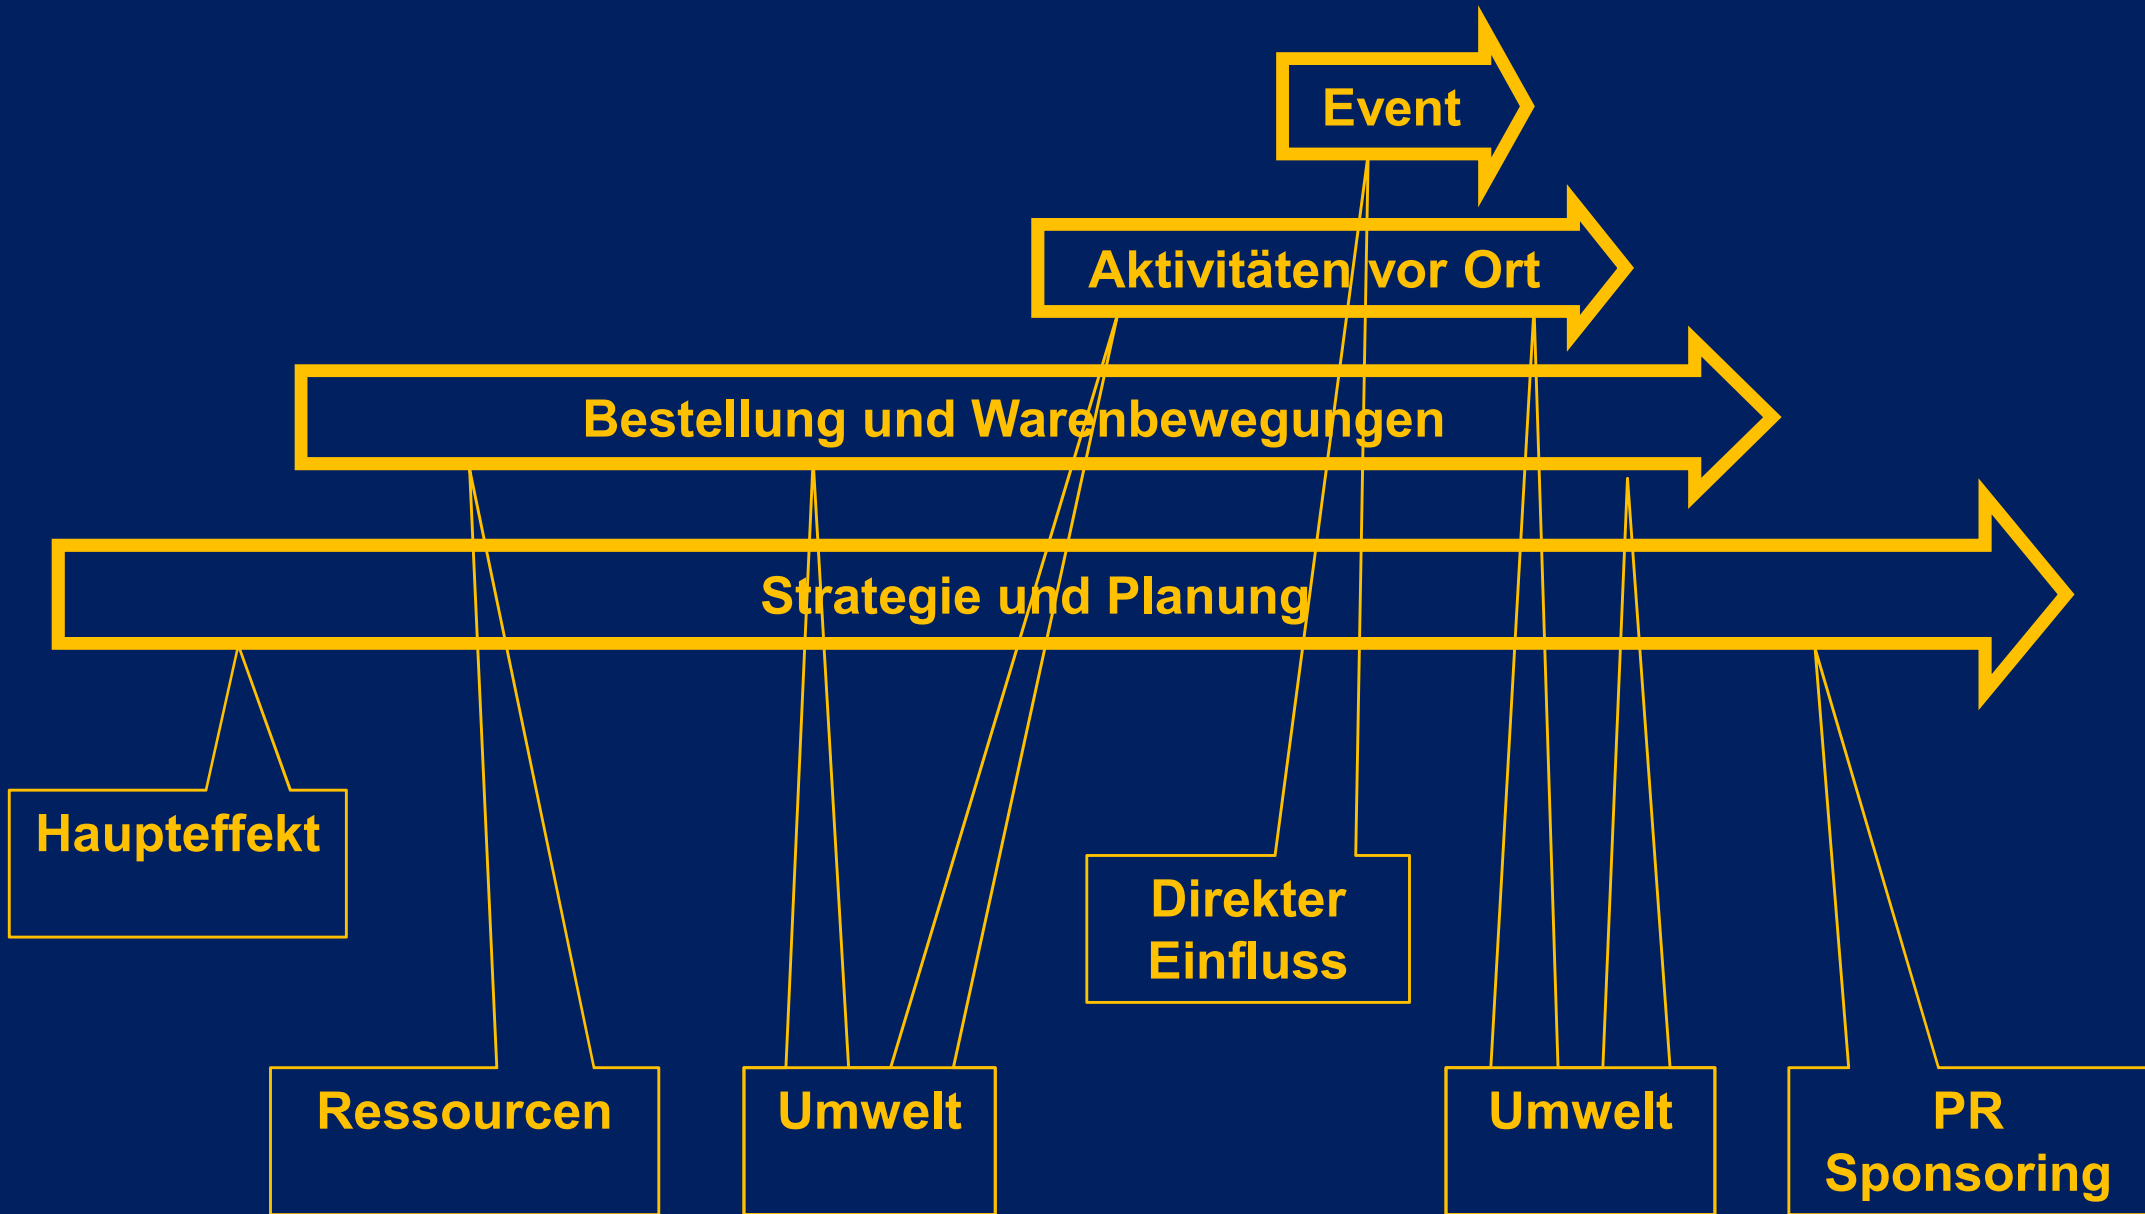 Event
Aktivitäten vor Ort
Bestellung und Warenbewegungen
Strategie und Planung
Haupteffekt
Direkter
Einfluss
Ressourcen
Umwelt
Umwelt
PR
Sponsoring